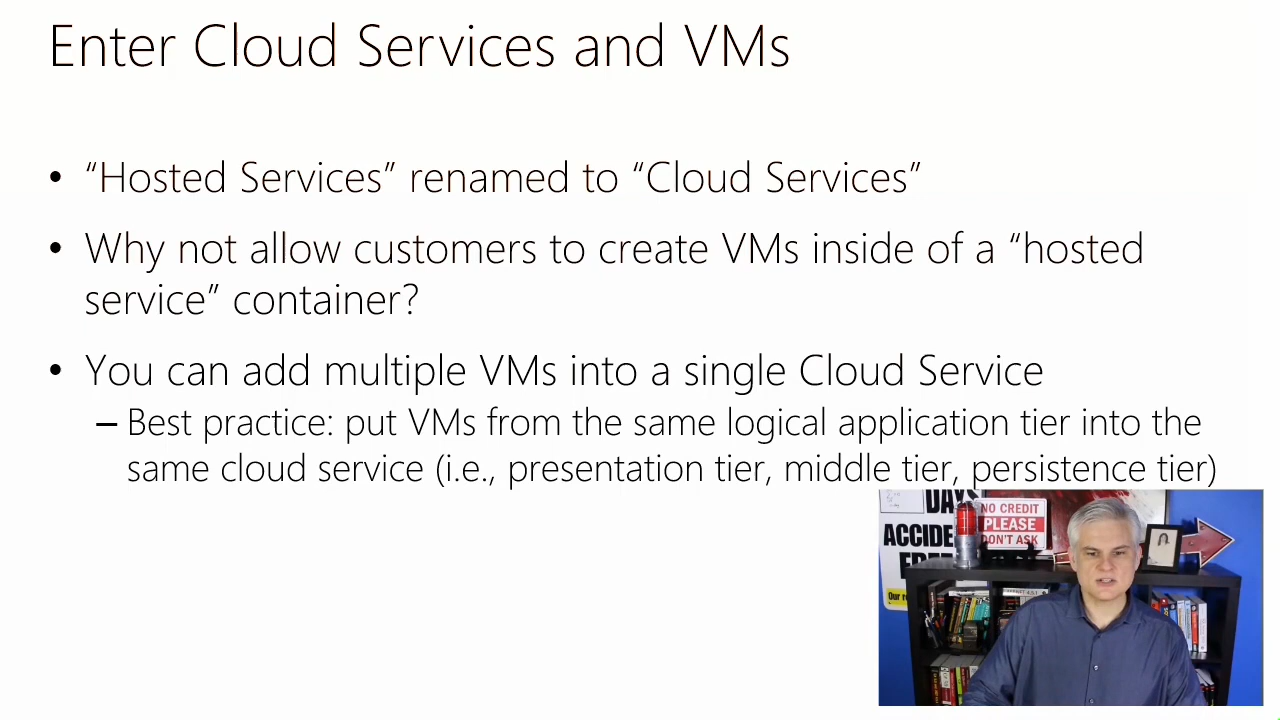 Enter Cloud Services and VMs
• “Hosted Services” renamed to “Cloud Services”
• Why not allow customers to create VMs inside of a “hosted
service” container?
• You can add multiple VMs into a single Cloud Service
– Best practice: put VMs from the same logical application tier into the
same cloud service (i.e., presentation tier, middle tier, persistence tier)
DAYS
ACCIDE
FREE
Our
NO CREDIT
PLEASE
DON'T ASK